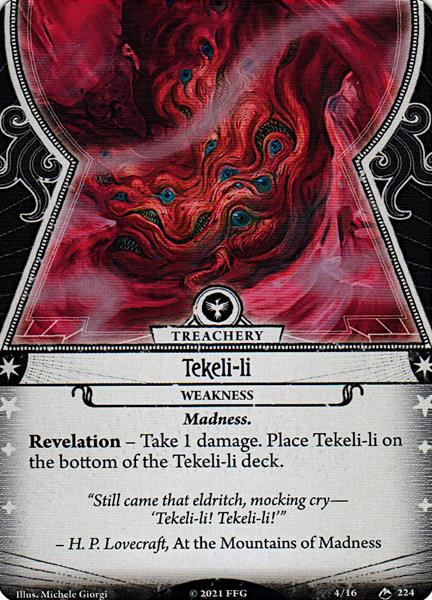 TREACHERY
Tekeli-li
WEAKNESS
Madness.
Revelation – Take 1 damage. Place Tekeli-li on
the bottom of the Tekeli-li deck.
“Still came that eldritch, mocking cry—
‘Tekeli-li! Tekeli-li!’”
– H. P. Lovecraft, At the Mountains of Madness
Illus. Michele Giorgi © 2021 FFG 4/16 224